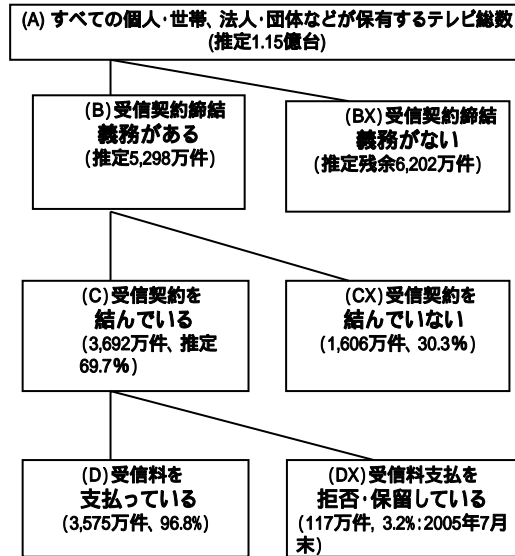 (A) すべての個人･世帯、法人･団体などが保有するテレビ総数
(推定1.15億台)
(B)受信契約締結
義務がある
(推定5,298万件)
(BX)受信契約締結
義務がない
(推定残余6,202万件)
(C)受信契約を
結んでいる
(3,692万件、推定
69.7%)
(CX)受信契約を
結んでいない
(1,606万件、30.3%)
(D)受信料を
支払っている
(3,575万件、96.8%)
(DX)受信料支払を
拒否･保留している
(117万件, 3.2%:2005年7月
末)